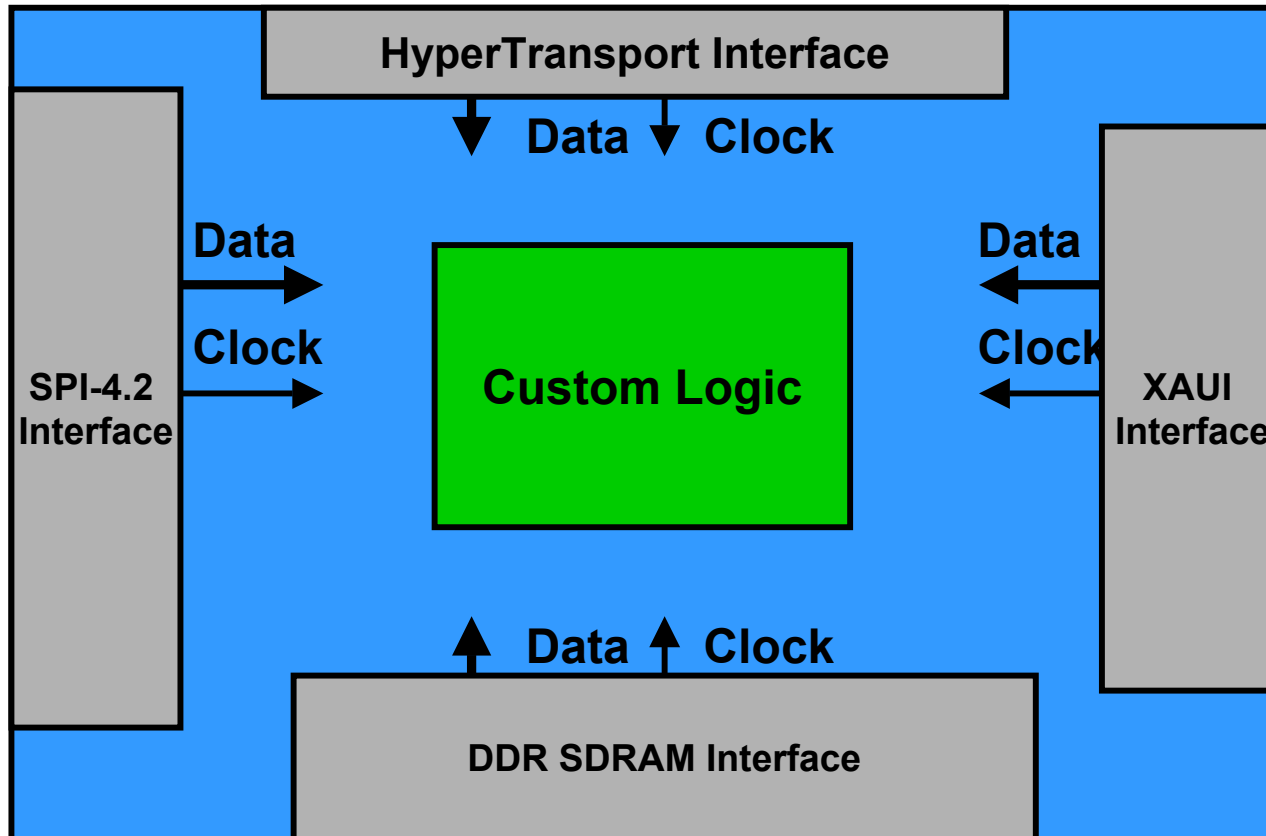 HyperTransport Interface
Data
Clock
Data
Clock
SPI-4.2
Interface
Custom Logic
Data
Clock
XAUI
Interface
Data
Clock
DDR SDRAM Interface